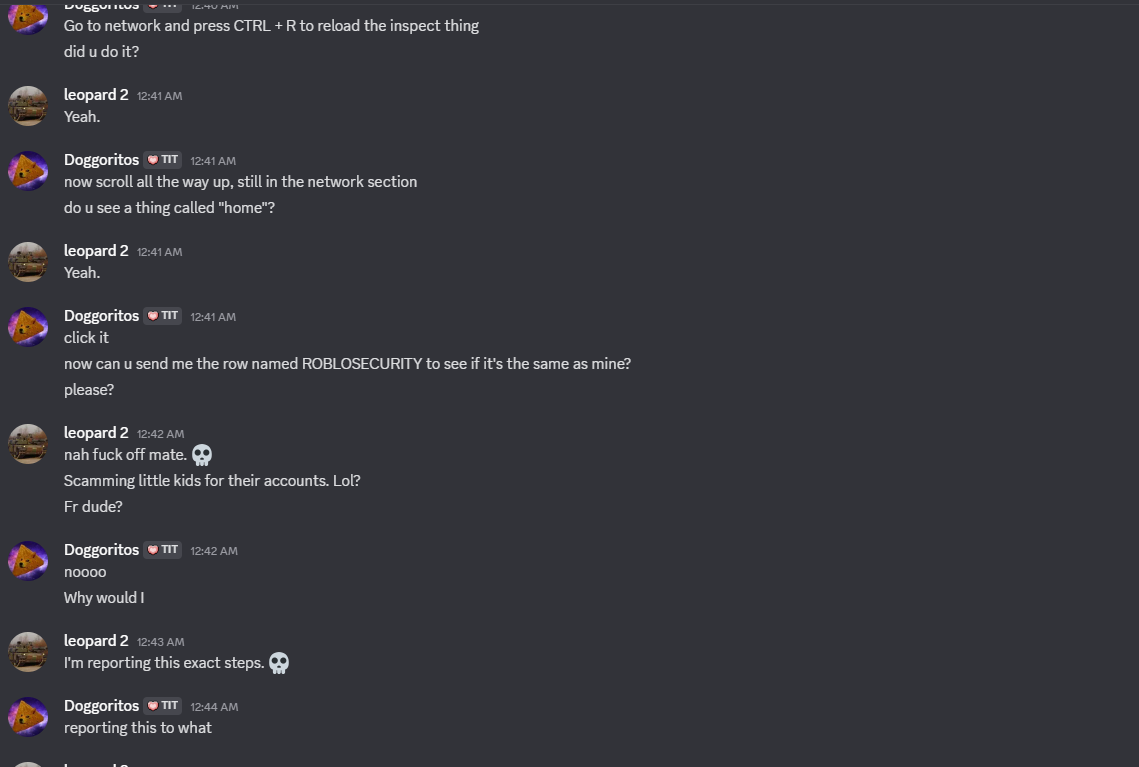 Doggoritos TIT 12:40 AM
Go to network and press CTRL + R to reload the inspect thing
did u do it?
leopard 2 12:41 AM
Yeah.
Doggoritos TIT 12:41 AM
now scroll all the way up, still in the network section
do u see a thing called "home"?
leopard 2 12:41 AM
Yeah.
Doggoritos TIT 12:41 AM
click it
now can u send me the row named ROBLOSECURITY to see if it's the same as mine?
please?
leopard 2 12:42 AM
nah fuck off mate. 💀
Scamming little kids for their accounts. Lol?
Fr dude?
Doggoritos TIT 12:42 AM
noooo
Why would I
leopard 2 12:43 AM
I'm reporting this exact steps. 💀
Doggoritos TIT 12:44 AM
reporting this to what